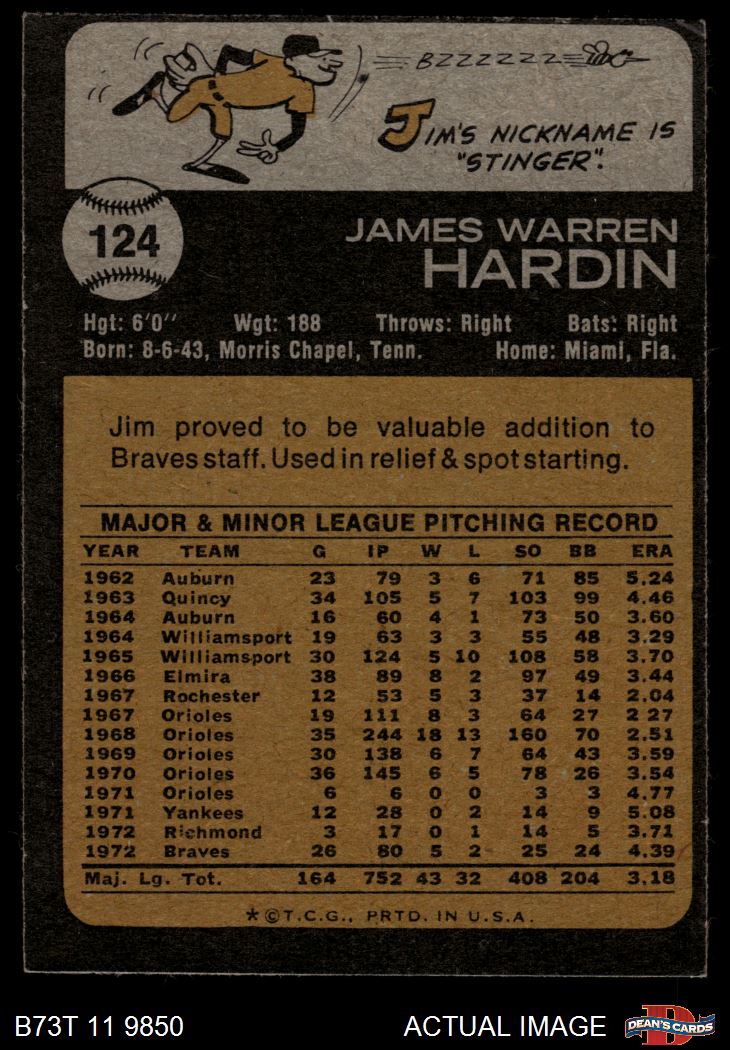 BZZZZZZZ
JIM'S NICKNAME IS
"STINGER".
124
JAMES WARREN
HARDIN
Hgt: 6'0'' Wgt: 188 Throws: Right Bats: Right
Born: 8-6-43, Morris Chapel, Tenn. Home: Miami, Fla.
Jim proved to be valuable addition to
Braves staff. Used in relief & spot starting.
MAJOR & MINOR LEAGUE PITCHING RECORD
YEAR TEAM G IP W L SO BB ERA
1962 Auburn 23 79 3 6 71 85 5.24
1963 Quincy 34 105 5 7 103 99 4.46
1964 Auburn 16 60 4 1 73 50 3.60
1964 Williamsport 19 63 3 3 55 48 3.29
1965 Williamsport 30 124 5 10 108 58 3.70
1966 Elmira 38 89 8 2 97 49 3.44
1967 Rochester 12 53 5 3 37 14 2.04
1967 Orioles 19 111 8 3 64 27 2 27
1968 Orioles 35 244 18 13 160 70 2.51
1969 Orioles 30 138 6 7 64 43 3.59
1970 Orioles 36 145 6 5 78 26 3.54
1971 Orioles 6 6 0 0 3 3 4.77
1971 Yankees 12 28 0 2 14 9 5.08
1972 Richmond 3 17 0 1 14 5 3.71
1972 Braves 26 80 5 2 25 24 4.39
Maj. Lg. Tot. 164 752 43 32 408 204 3.18
*©T.C.G., PRTD. IN U.S.A.
B73T 11 9850 ACTUAL IMAGE
DEAN'S CARDS